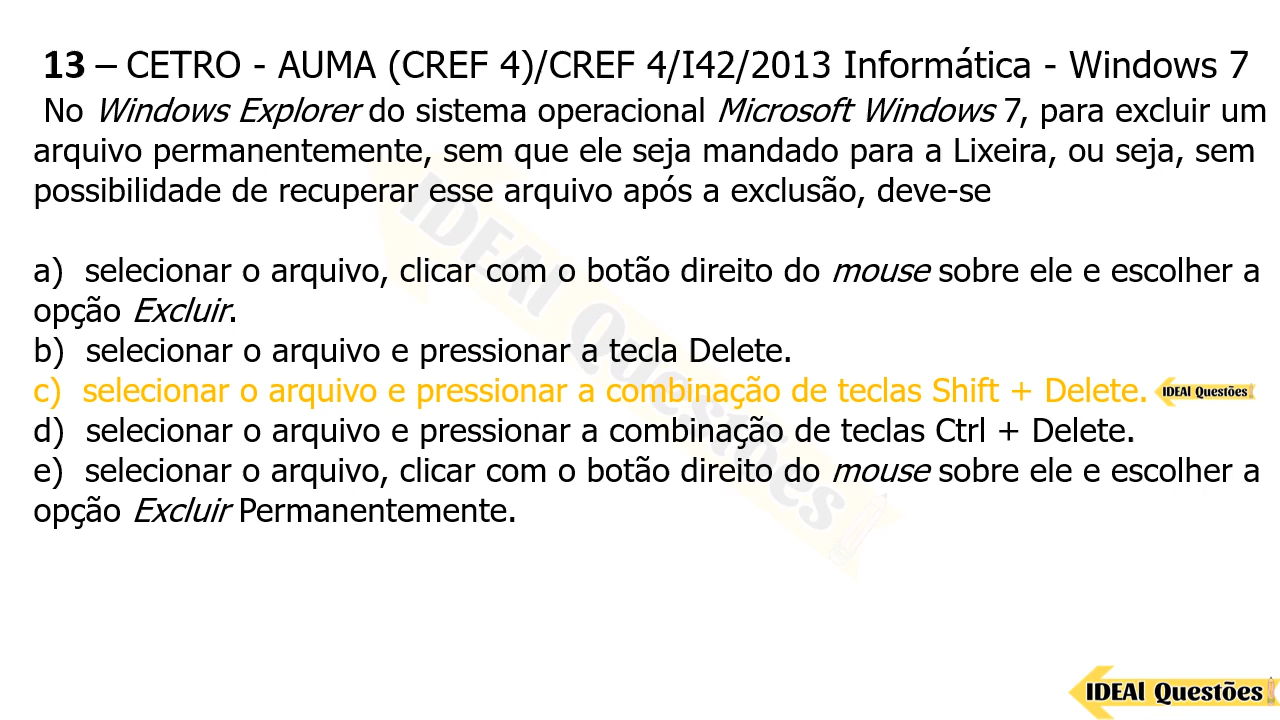 13 – CETRO - AUMA (CREF 4)/CREF 4/I42/2013 Informática - Windows 7
No Windows Explorer do sistema operacional Microsoft Windows 7, para excluir um
arquivo permanentemente, sem que ele seja mandado para a Lixeira, ou seja, sem
possibilidade de recuperar esse arquivo após a exclusão, deve-se
a) selecionar o arquivo, clicar com o botão direito do mouse sobre ele e escolher a
opção Excluir.
b) selecionar o arquivo e pressionar a tecla Delete.
c) selecionar o arquivo e pressionar a combinação de teclas Shift + Delete. IDEAl Questões
d) selecionar o arquivo e pressionar a combinação de teclas Ctrl + Delete.
e) selecionar o arquivo, clicar com o botão direito do mouse sobre ele e escolher a
opção Excluir Permanentemente.
IDEAl Questões
IDEAl Questões